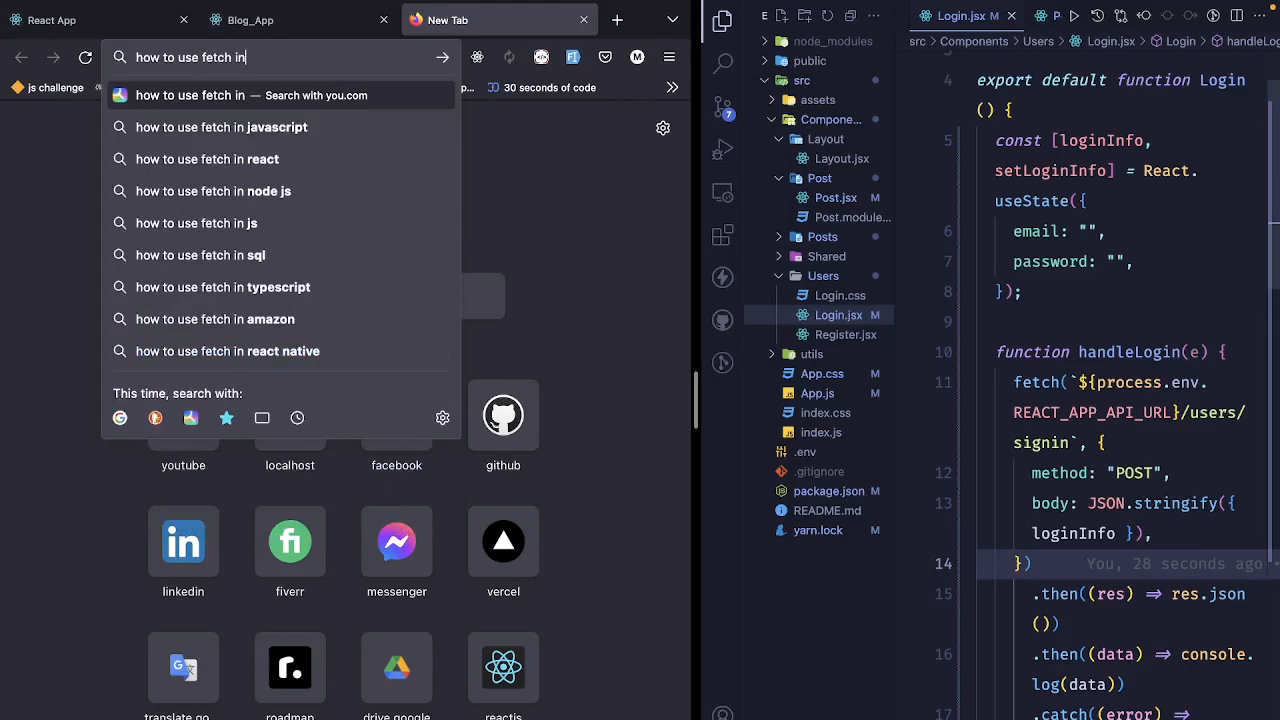 React App
Blog_App
New Tab
how to use fetch in
js challenge
p...
30 seconds of code
how to use fetch in — Search with you.com
how to use fetch in javascript
how to use fetch in react
how to use fetch in node js
how to use fetch in js
how to use fetch in sql
how to use fetch in typescript
how to use fetch in amazon
how to use fetch in react native
This time, search with:
youtube
localhost
facebook
github
linkedin
fiverr
messenger
vercel
translate.go...
roadmap
drive.google
reactjs
E
node_modules
public
src
assets
Compone...
Layout
Layout.jsx
Post
Post.jsx M
Post.module...
Posts
Shared
Users
Login.css
Login.jsx M
Register.jsx
utils
App.css M
App.js M
index.css
index.js
.env
.gitignore
package.json M
README.md
yarn.lock M
7
Login.jsx M
P
src > Components > Users > Login.jsx > Login > handleLog
3
4 export default function Login
() {
5 const [loginInfo,
setLoginInfo] = React.
useState({
6 email: "",
7 password: "",
8 });
9
10 function handleLogin(e) {
11 fetch(`${process.env.
REACT_APP_API_URL}/users/
signin`, {
12 method: "POST",
13 body: JSON.stringify({
loginInfo }),
14 }) You, 28 seconds ago
15 .then((res) => res.json
())
16 .then((data) => console.
log(data))
17 .catch((error) =>